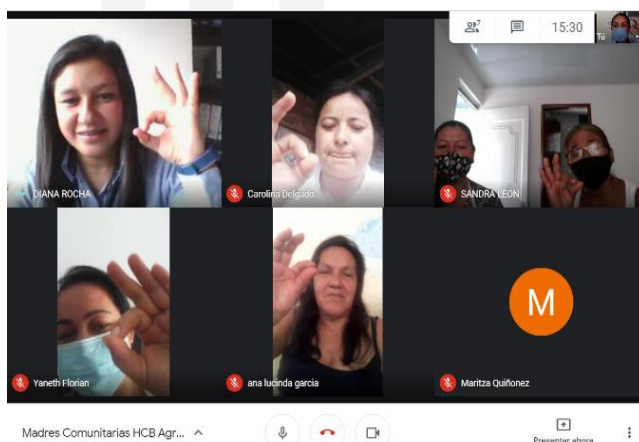 7
15:30
Tú
DIANA ROCHA
Carolina Delgado
SANDRA LEON
Yaneth Florian
ana lucinda garcia
M
Maritza Quiñonez
Madres Comunitarias HCB Agr...
Presentar ahora